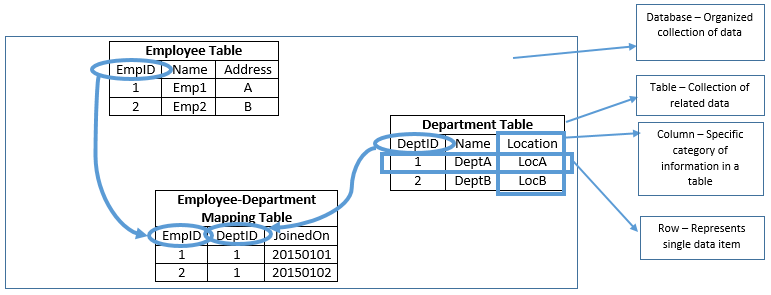 Database – Organized
collection of data
Employee Table
EmpID Name Address
1 Emp1 A
2 Emp2 B
Table – Collection of
related data
Department Table
DeptID Name Location
1 DeptA LocA
2 DeptB LocB
Column – Specific
category of
information in a
table
Employee-Department
Mapping Table
EmpID DeptID JoinedOn
1 1 20150101
2 1 20150102
Row – Represents
single data item